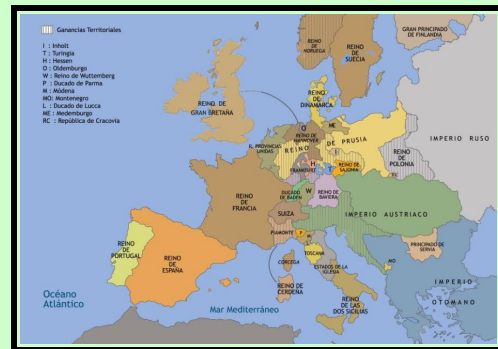 Ganancias Territoriales
I : Inholt
T : Turingia
H : Hessen
O : Oldemburgo
W : Reino de Wuttemberg
P : Ducado de Parma
M : Módena
MO: Montenegro
L : Ducado de Lucca
ME : Medemburgo
RC : República de Cracovia
REINO
DE
NORUEGA
REINO
DE
SUECIA
GRAN PRINCIPADO
DE FINLANDIA
REINO DE
GRAN BRETAÑA
REINO
DE
DINAMARCA
ME
O
REINO DE
HANNOVER
R. PROVINCIAS
UNIDAS
REINO DE PRUSIA
IMPERIO RUSO
REINO
DE
POLONIA
I
H
FRANKFURT
T
REINO DE
SAJONIA
RC
REINO
DE
FRANCIA
DUCADO
DE BADEN
W
REINO DE
BAVIERA
SUIZA
IMPERIO AUSTRIACO
PIAMONTE
P
M
L
TOSCANA
ESTADOS DE LA
IGLESIA
PRINCIPADO DE
SERVIA
MO
REINO
DE
PORTUGAL
REINO
DE
ESPAÑA
CORCEGA
REINO DE
CERDEÑA
REINO
DE LAS
DOS SICILIAS
IMPERIO
OTOMANO
Océano
Atlántico
Mar Mediterráneo